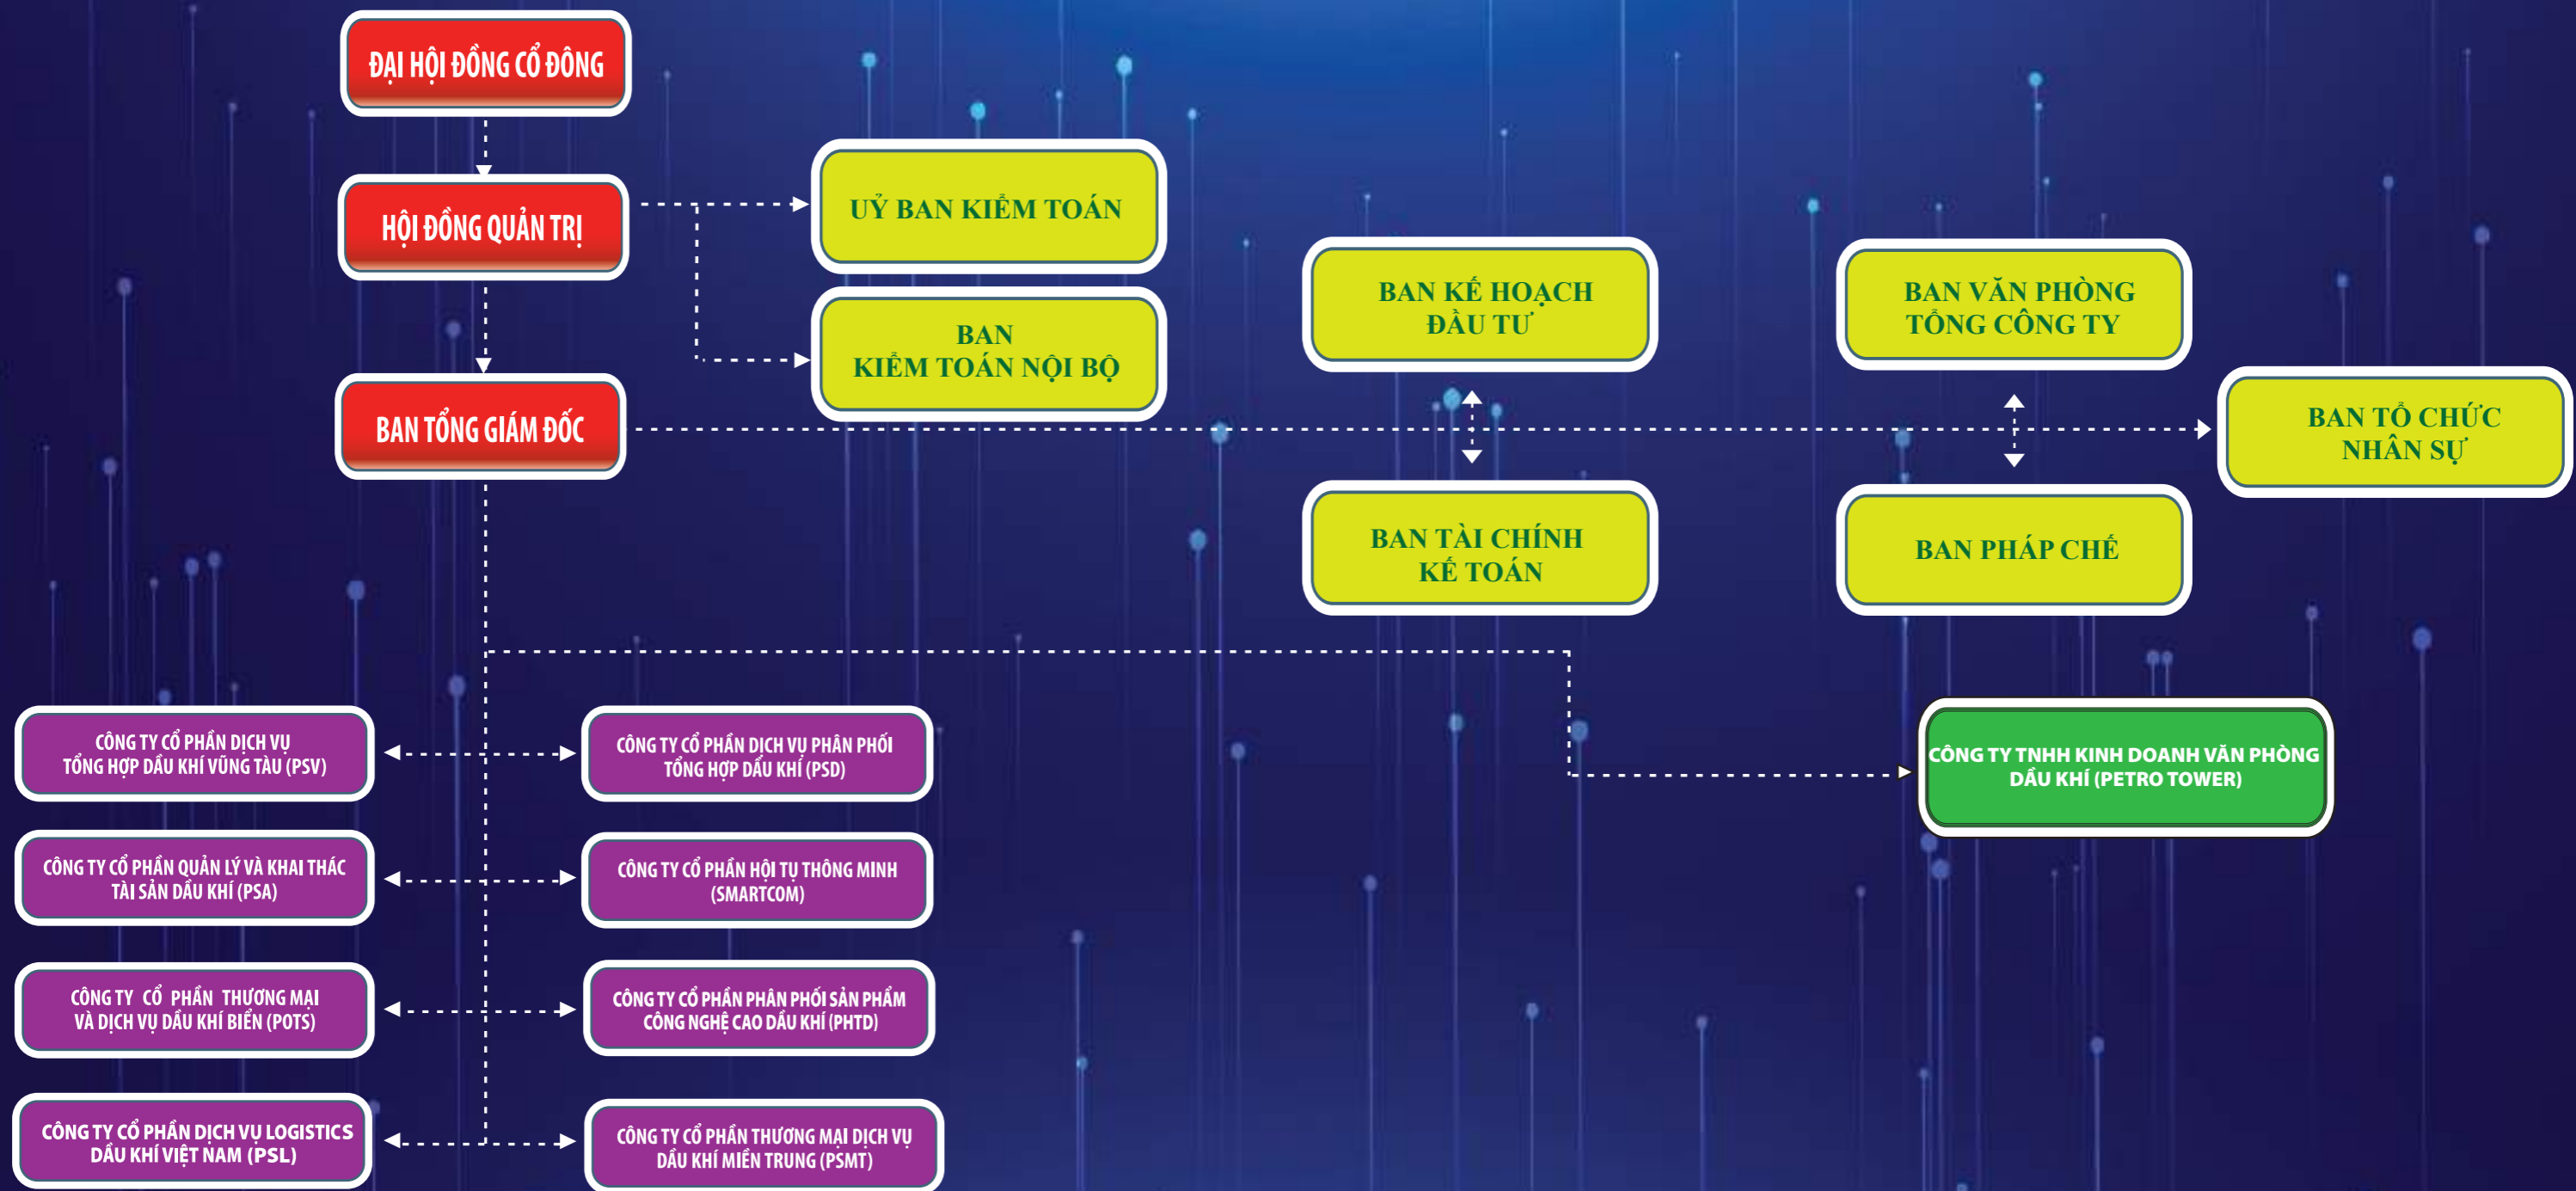 ĐẠI HỘI ĐỒNG CỔ ĐÔNG
HỘI ĐỒNG QUẢN TRỊ
UỶ BAN KIỂM TOÁN
BAN
KIỂM TOÁN NỘI BỘ
BAN TỔNG GIÁM ĐỐC
BAN KẾ HOẠCH
ĐẦU TƯ
BAN VĂN PHÒNG
TỔNG CÔNG TY
BAN TỔ CHỨC
NHÂN SỰ
BAN TÀI CHÍNH
KẾ TOÁN
BAN PHÁP CHẾ
CÔNG TY CỔ PHẦN DỊCH VỤ
TỔNG HỢP DẦU KHÍ VŨNG TÀU (PSV)
CÔNG TY CỔ PHẦN DỊCH VỤ PHÂN PHỐI
TỔNG HỢP DẦU KHÍ (PSD)
CÔNG TY TNHH KINH DOANH VĂN PHÒNG
DẦU KHÍ (PETRO TOWER)
CÔNG TY CỔ PHẦN QUẢN LÝ VÀ KHAI THÁC
TÀI SẢN DẦU KHÍ (PSA)
CÔNG TY CỔ PHẦN HỘI TỤ THÔNG MINH
(SMARTCOM)
CÔNG TY CỔ PHẦN THƯƠNG MẠI
VÀ DỊCH VỤ DẦU KHÍ BIỂN (POTS)
CÔNG TY CỔ PHẦN PHÂN PHỐI SẢN PHẨM
CÔNG NGHỆ CAO DẦU KHÍ (PHTD)
CÔNG TY CỔ PHẦN DỊCH VỤ LOGISTICS
DẦU KHÍ VIỆT NAM (PSL)
CÔNG TY CỔ PHẦN THƯƠNG MẠI DỊCH VỤ
DẦU KHÍ MIỀN TRUNG (PSMT)